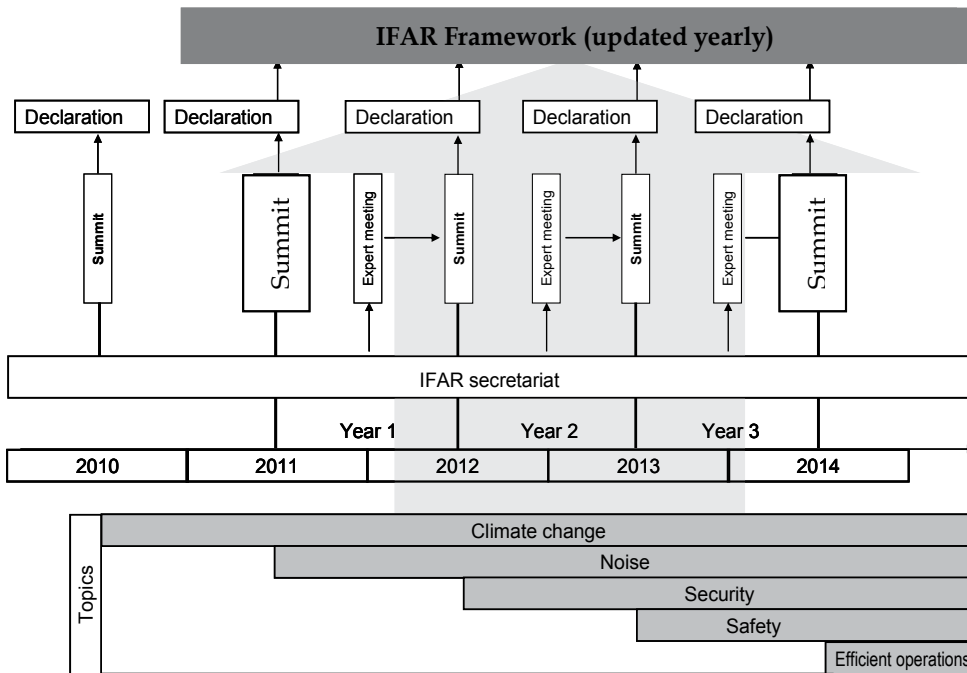 IFAR Framework (updated yearly)
Declaration
Declaration
Declaration
Declaration
Declaration
Summit
Summit
Expert meeting
Summit
Expert meeting
Summit
Expert meeting
Summit
IFAR secretariat
Year 1
Year 2
Year 3
2010
2011
2012
2013
2014
Topics
Climate change
Noise
Security
Safety
Efficient operations